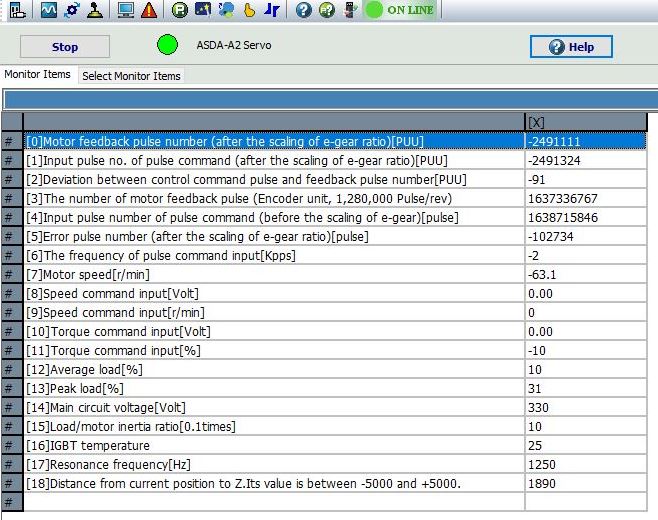 ON LINE
Stop
ASDA-A2 Servo
Help
Monitor Items
Select Monitor Items
[X]
# [0]Motor feedback pulse number (after the scaling of e-gear ratio)[PUU] -2491111
# [1]Input pulse no. of pulse command (after the scaling of e-gear ratio)[PUU] -2491324
# [2]Deviation between control command pulse and feedback pulse number[PUU] -91
# [3]The number of motor feedback pulse (Encoder unit, 1,280,000 Pulse/rev) 1637336767
# [4]Input pulse number of pulse command (before the scaling of e-gear)[pulse] 1638715846
# [5]Error pulse number (after the scaling of e-gear ratio)[pulse] -102734
# [6]The frequency of pulse command input[Kpps] -2
# [7]Motor speed[r/min] -63.1
# [8]Speed command input[Volt] 0.00
# [9]Speed command input[r/min] 0
# [10]Torque command input[Volt] 0.00
# [11]Torque command input[%] -10
# [12]Average load[%] 10
# [13]Peak load[%] 31
# [14]Main circuit voltage[Volt] 330
# [15]Load/motor inertia ratio[0.1times] 10
# [16]IGBT temperature 25
# [17]Resonance frequency[Hz] 1250
# [18]Distance from current position to Z.Its value is between -5000 and +5000. 1890
#